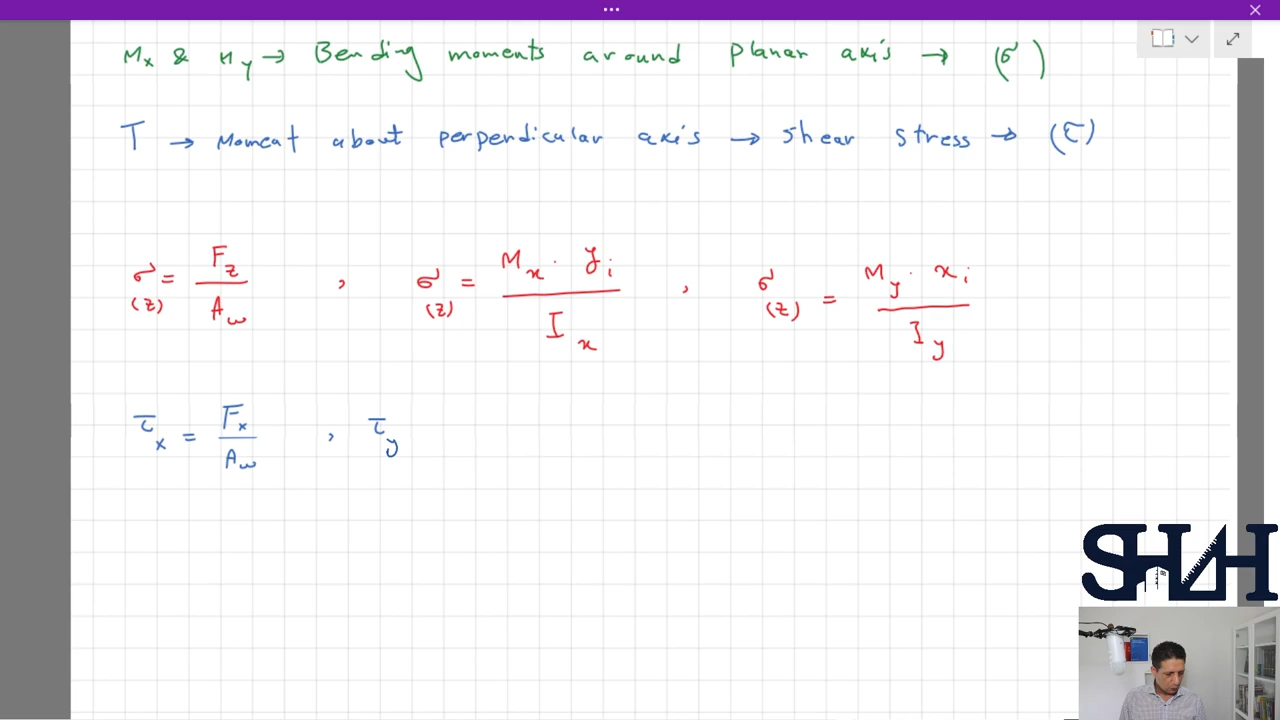 Mx & My → Bending moments around planar axis → (σ)
T → Moment about perpendicular axis → shear stress → (τ)
σ(z) = Fz / Aw , σ(z) = Mx · yi / Ix , σ(z) = My · xi / Iy
τx = Fx / Aw , τy
SHAH